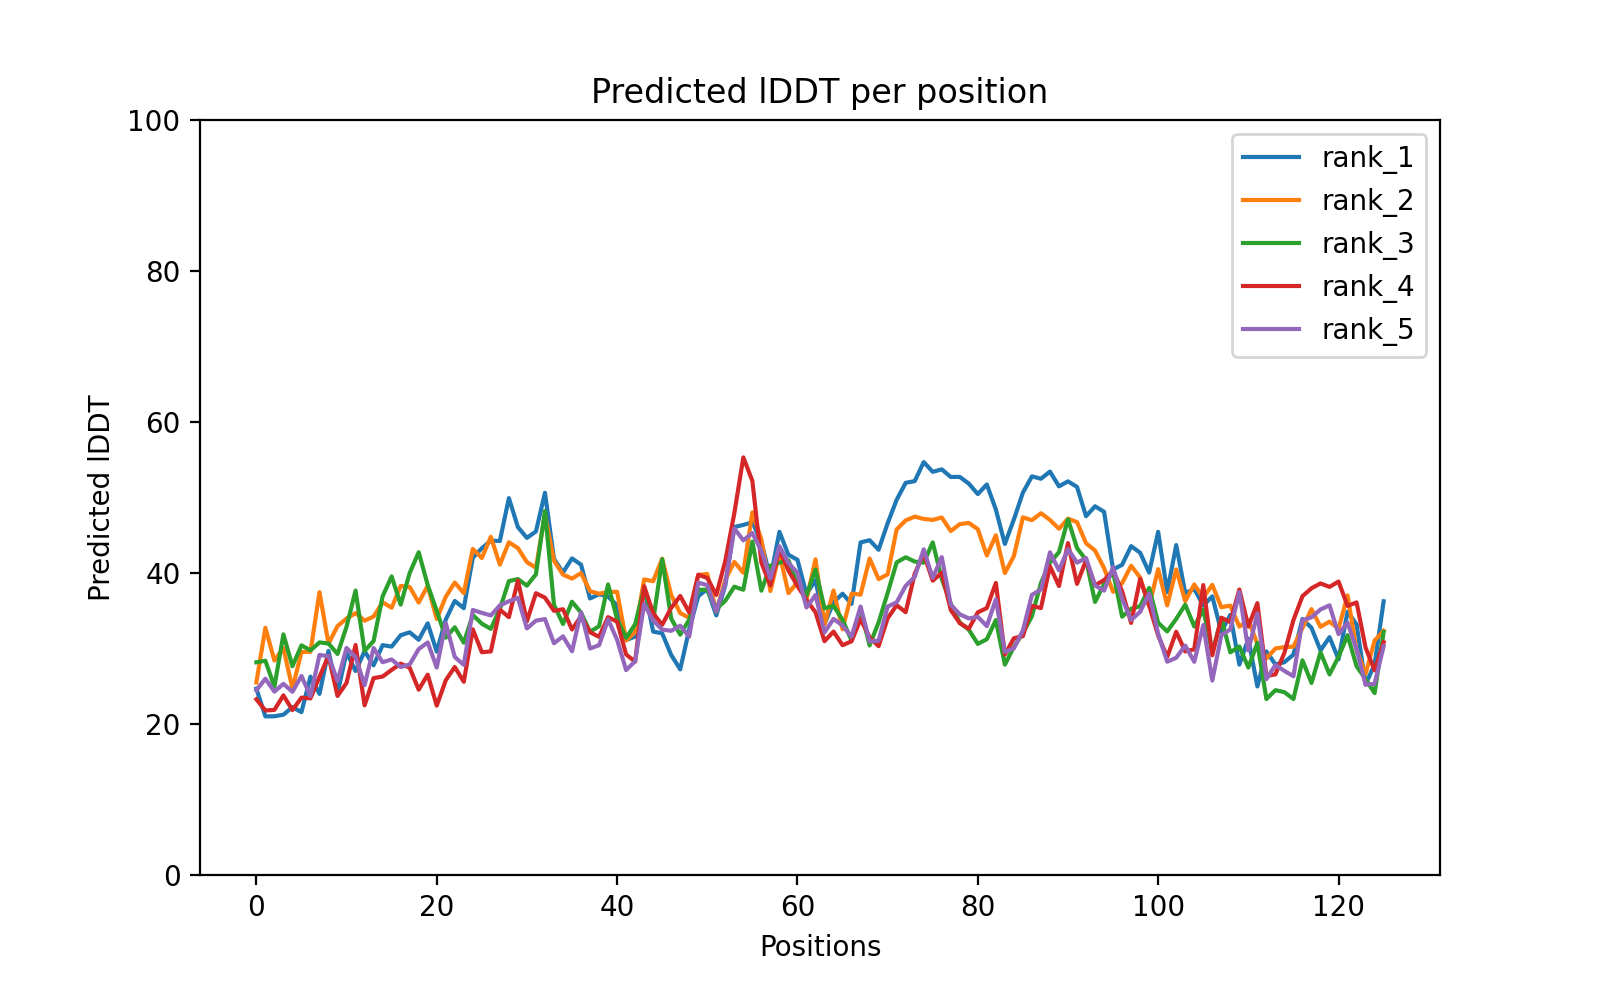 Predicted lDDT per position
100
80
60
40
20
0
Predicted lDDT
rank_1
rank_2
rank_3
rank_4
rank_5
0 20 40 60 80 100 120
Positions